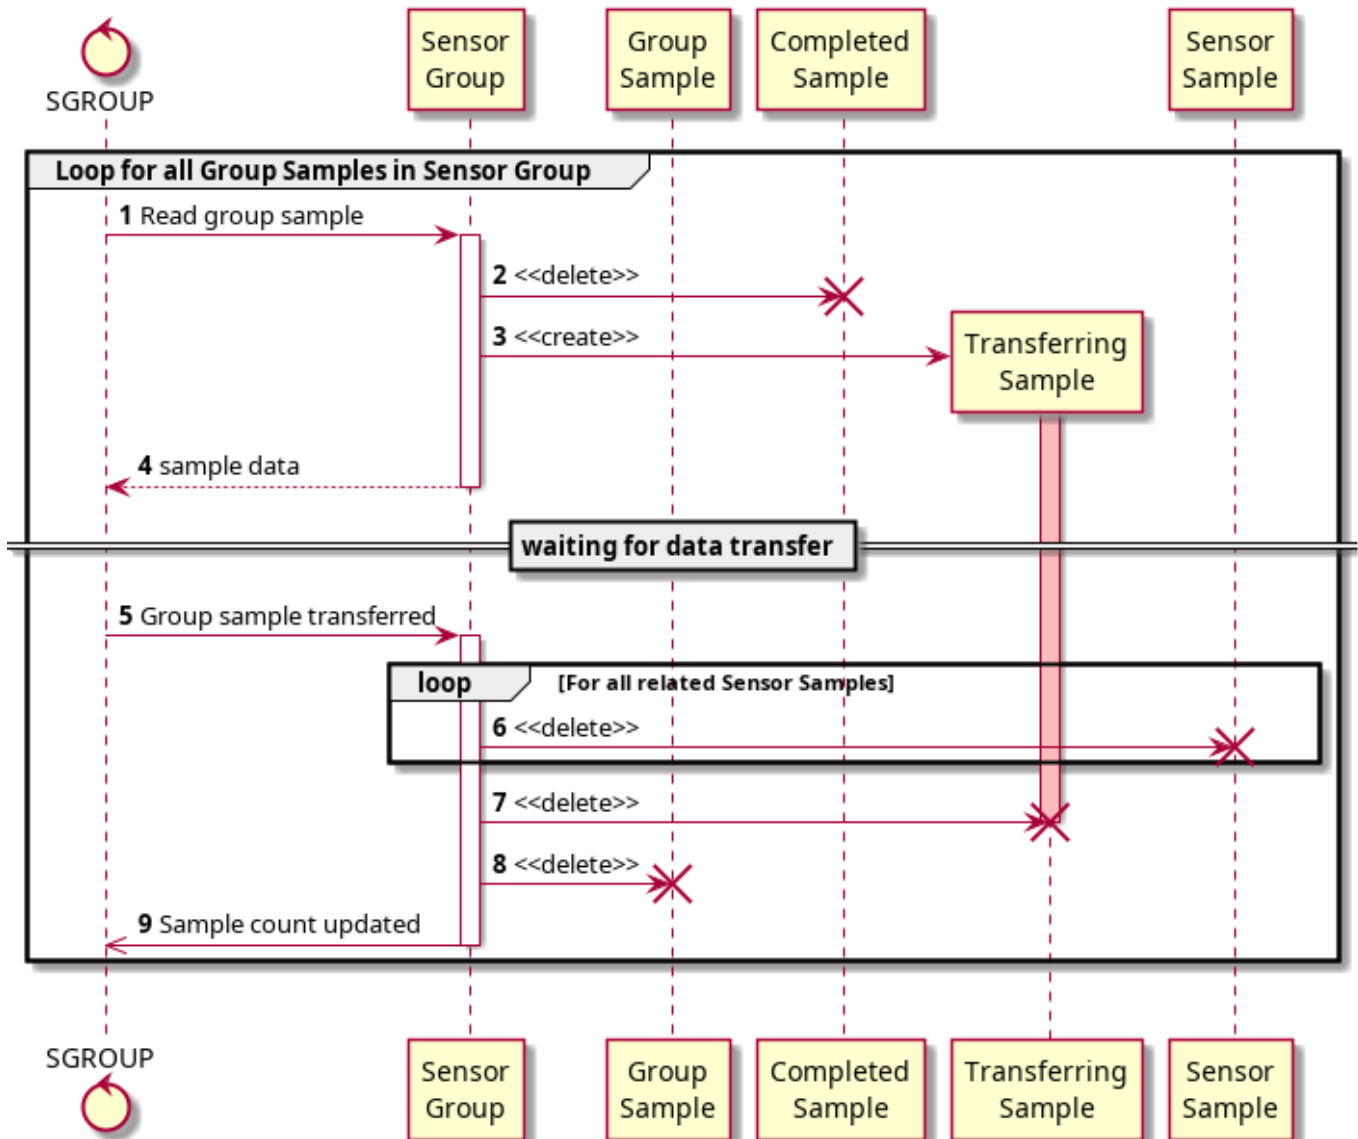 SGROUP
Sensor
Group
Group
Sample
Completed
Sample
Sensor
Sample
Loop for all Group Samples in Sensor Group
1 Read group sample
2 <<delete>>
3 <<create>>
Transferring
Sample
4 sample data
waiting for data transfer
5 Group sample transferred
loop [For all related Sensor Samples]
6 <<delete>>
7 <<delete>>
8 <<delete>>
9 Sample count updated
SGROUP
Sensor
Group
Group
Sample
Completed
Sample
Transferring
Sample
Sensor
Sample